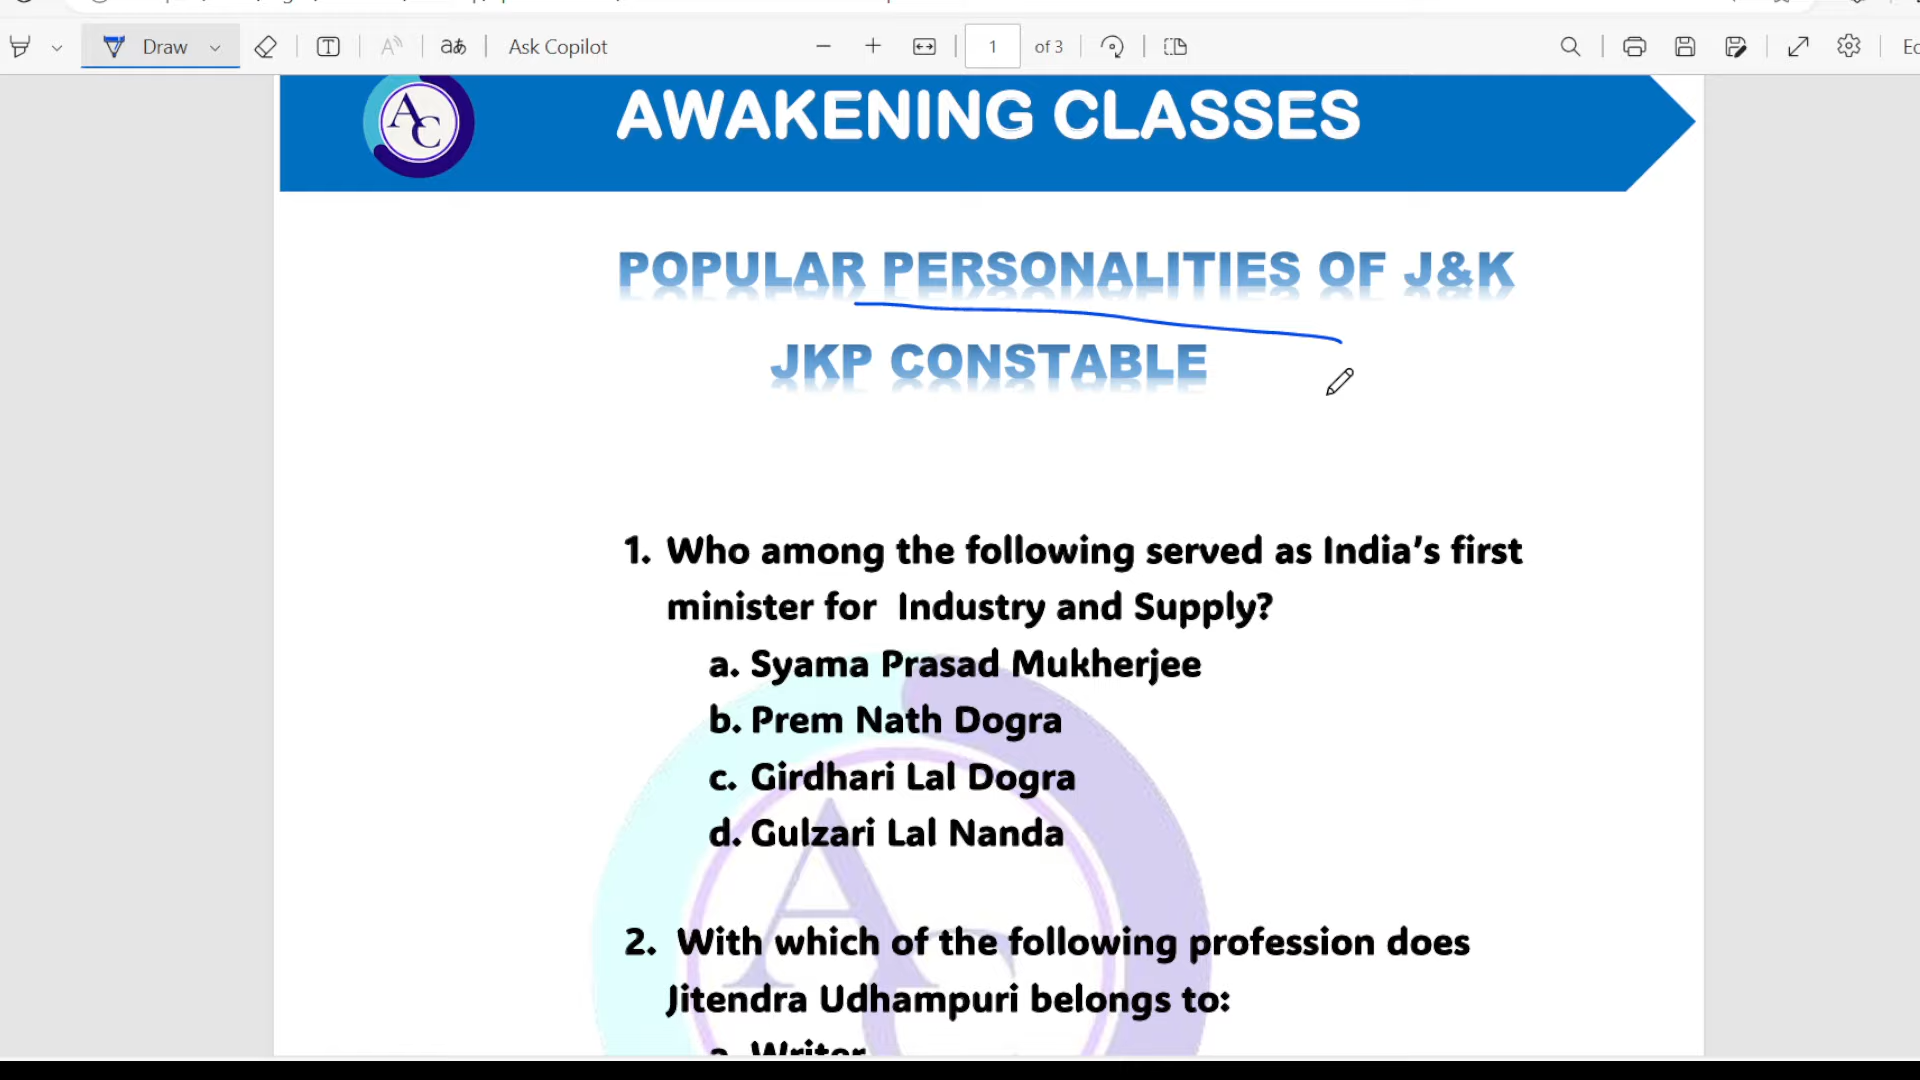 Draw
Ask Copilot
1 of 3
AC
AWAKENING CLASSES
POPULAR PERSONALITIES OF J&K
JKP CONSTABLE
1. Who among the following served as India's first
minister for Industry and Supply?
a. Syama Prasad Mukherjee
b. Prem Nath Dogra
c. Girdhari Lal Dogra
d. Gulzari Lal Nanda
2. With which of the following profession does
Jitendra Udhampuri belongs to:
a. Writer